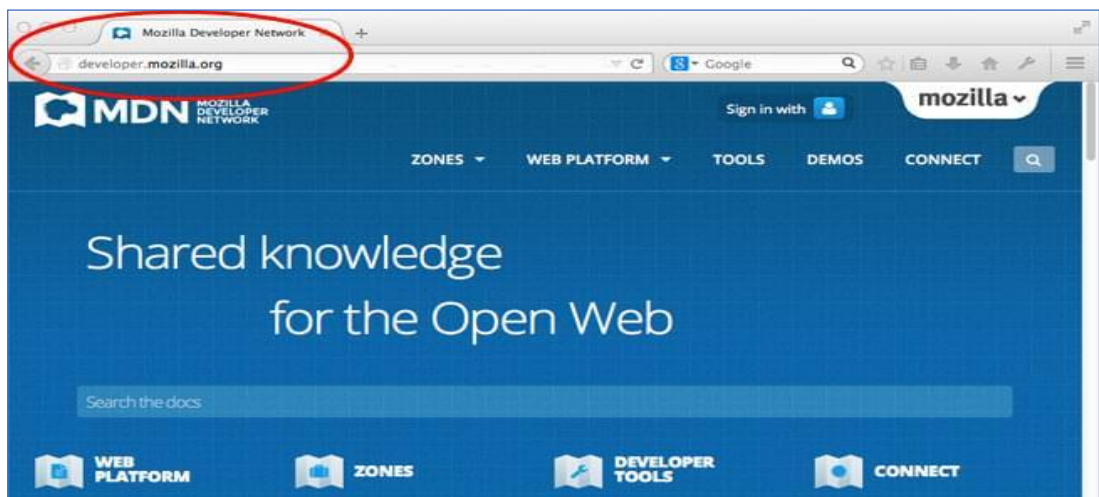 Mozilla Developer Network
developer.mozilla.org
8 Google
MDN MOZILLA DEVELOPER NETWORK
Sign in with
mozilla
ZONES WEB PLATFORM TOOLS DEMOS CONNECT
Shared knowledge
for the Open Web
Search the docs
WEB PLATFORM
ZONES
DEVELOPER TOOLS
CONNECT